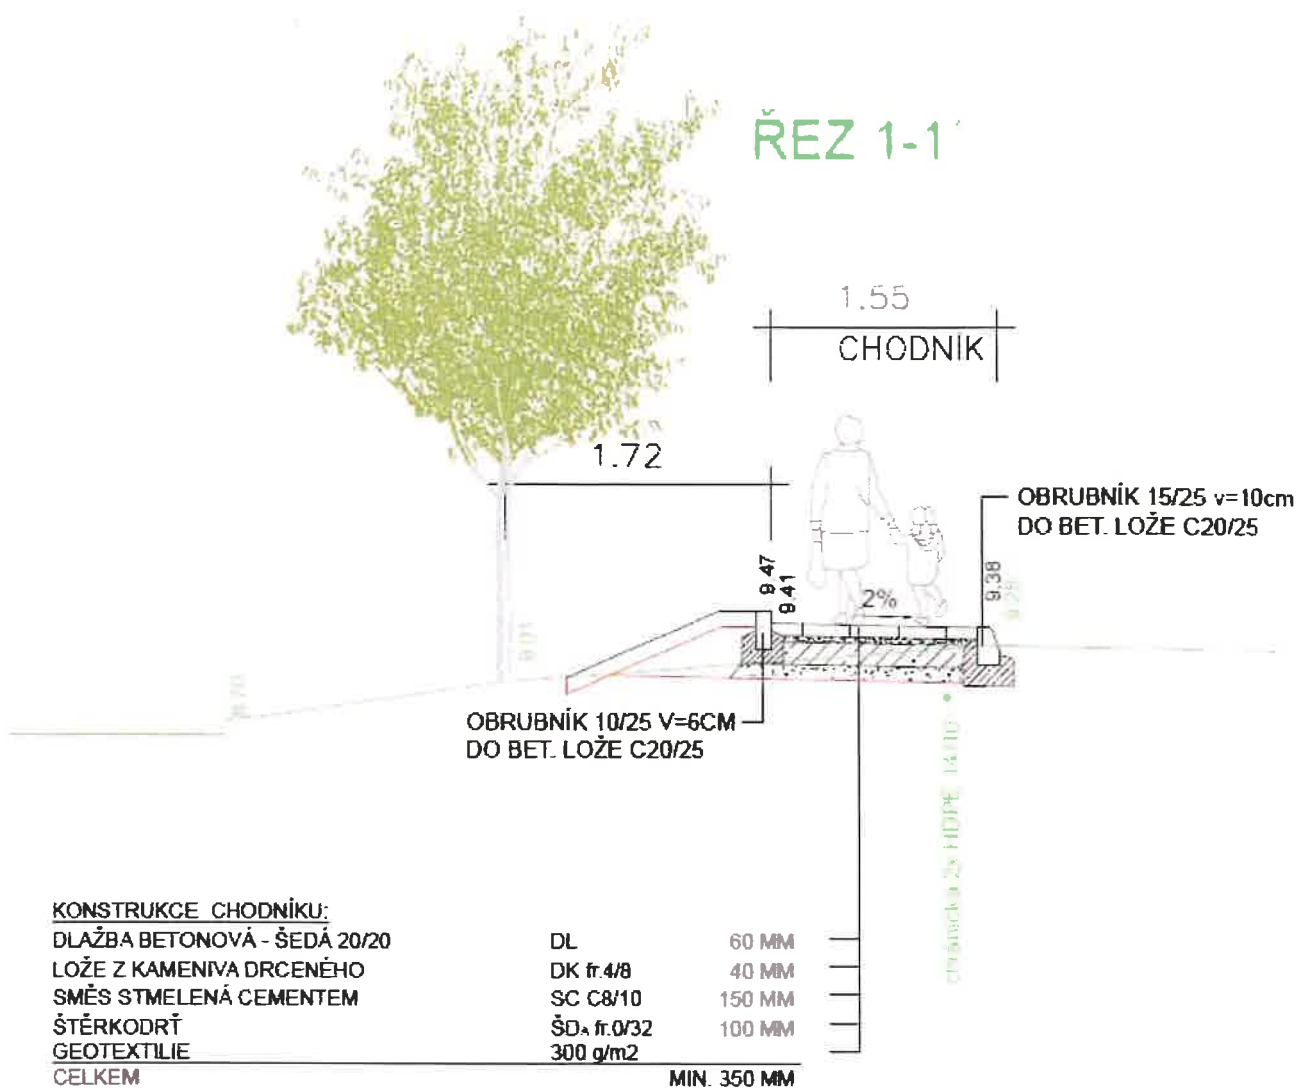 ŘEZ 1-1'
1.55
CHODNÍK
1.72
OBRUBNÍK 15/25 v=10cm
DO BET. LOŽE C20/25
9.47
9.41
2%
9.38
OBRUBNÍK 10/25 V=6CM
DO BET. LOŽE C20/25
KONSTRUKCE CHODNÍKU:
DLAŽBA BETONOVÁ - ŠEDÁ 20/20 DL 60 MM
LOŽE Z KAMENIVA DRCENÉHO DK fr.4/8 40 MM
SMĚS STMELENÁ CEMENTEM SC C8/10 150 MM
ŠTĚRKODRŤ ŠDA fr.0/32 100 MM
GEOTEXTILIE 300 g/m2
CELKEM MIN. 350 MM